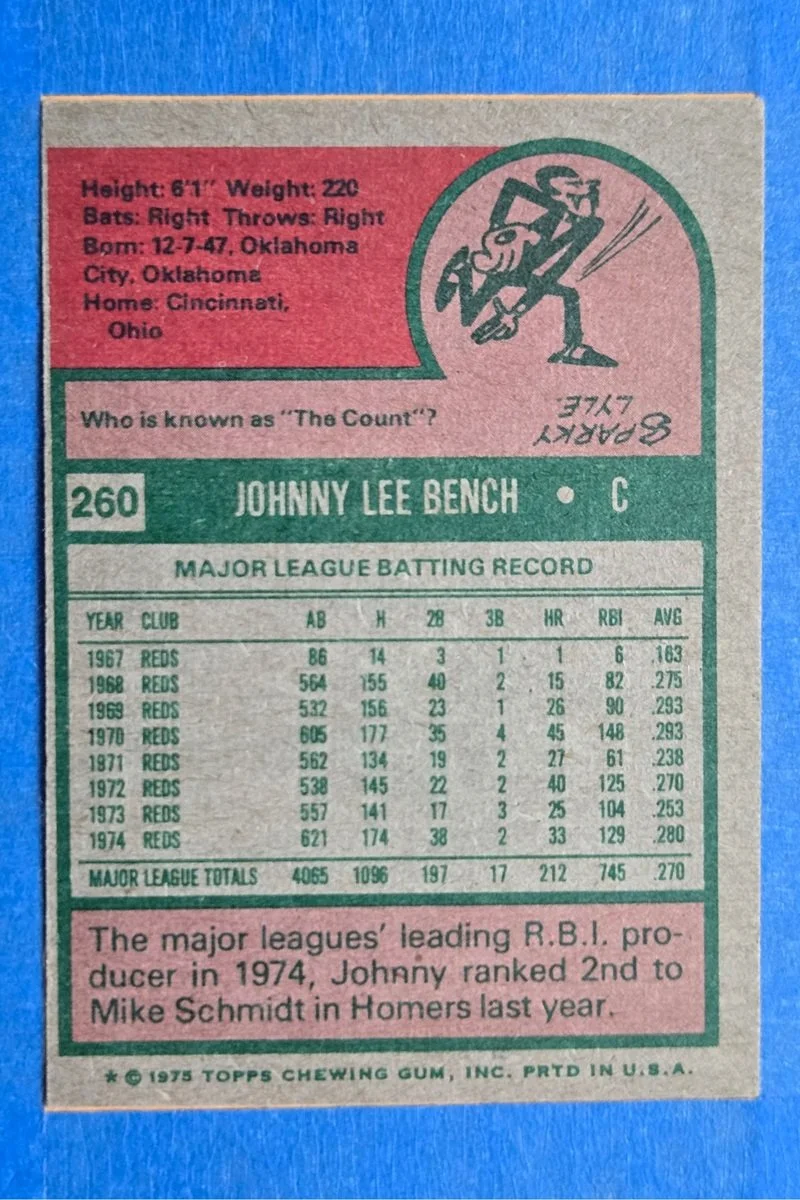 Height: 6'1" Weight: 220
Bats: Right Throws: Right
Born: 12-7-47, Oklahoma
City, Oklahoma
Home: Cincinnati,
Ohio
Who is known as "The Count"?
SPARKY
LYLE.
260 JOHNNY LEE BENCH • C
MAJOR LEAGUE BATTING RECORD
YEAR CLUB AB H 2B 3B HR RBI AVG
1967 REDS 86 14 3 1 1 6 .163
1968 REDS 564 155 40 2 15 82 .275
1969 REDS 532 156 23 1 26 90 .293
1970 REDS 605 177 35 4 45 148 .293
1971 REDS 562 134 19 2 27 61 .238
1972 REDS 538 145 22 2 40 125 .270
1973 REDS 557 141 17 3 25 104 .253
1974 REDS 621 174 38 2 33 129 .280
MAJOR LEAGUE TOTALS 4065 1096 197 17 212 745 .270
The major leagues' leading R.B.I. pro-
ducer in 1974, Johnny ranked 2nd to
Mike Schmidt in Homers last year.
* © 1975 TOPPS CHEWING GUM, INC. PRTD IN U.S.A.